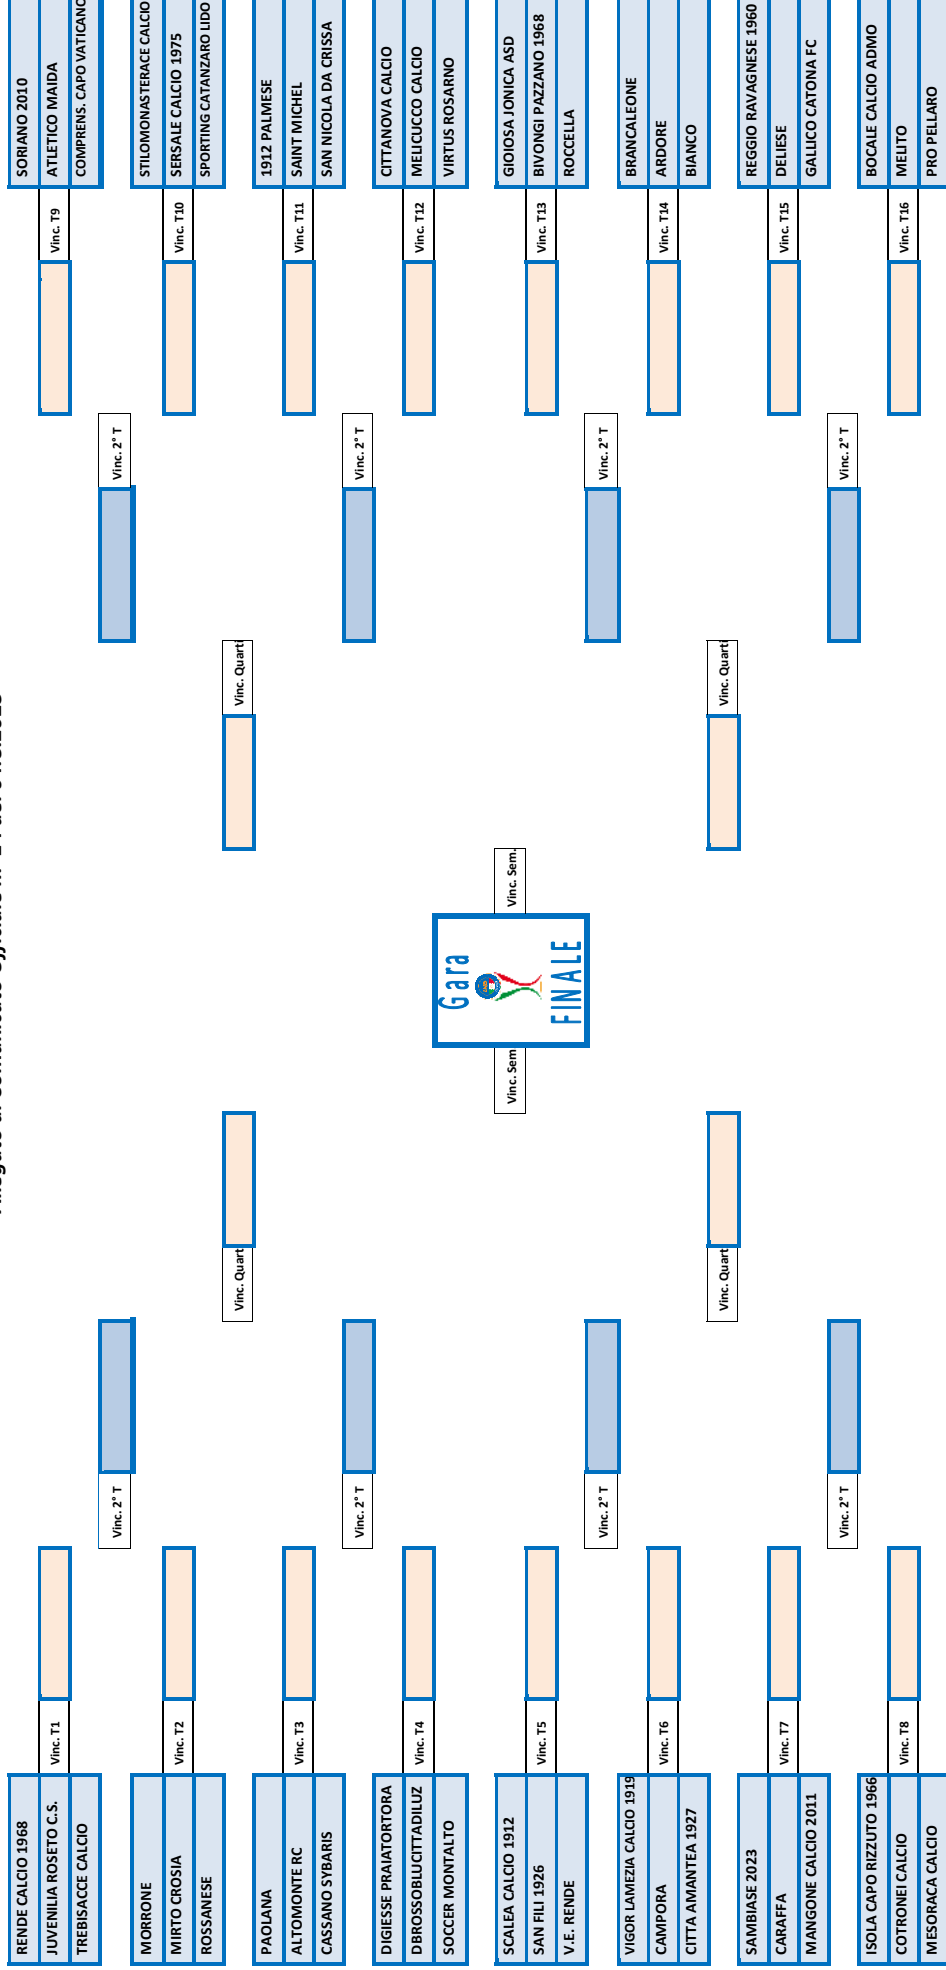 RENDE CALCIO 1968
JUVENILIA ROSETO C.S.
TREBISACCE CALCIO
Vinc. T1
MORRONE
MIRTO CROSIA
ROSSANESE
Vinc. T2
PAOLANA
ALTOMONTE RC
CASSANO SYBARIS
Vinc. T3
DIGIESSE PRAIATORTORA
DBROSSOBLUCITTADILUZ
SOCCER MONTALTO
Vinc. T4
SCALEA CALCIO 1912
SAN FILI 1926
V.E. RENDE
Vinc. T5
VIGOR LAMEZIA CALCIO 1919
CAMPORA
CITTA AMANTEA 1927
Vinc. T6
SAMBIASE 2023
CARAFFA
MANGONE CALCIO 2011
Vinc. T7
ISOLA CAPO RIZZUTO 1966
COTRONEI CALCIO
MESORACA CALCIO
Vinc. T8
Vinc. 2° T
Vinc. 2° T
Vinc. 2° T
Vinc. 2° T
Vinc. Quart
Vinc. Quart
Vinc. Sem
Gara
FINALE
Vinc. Sem.
Vinc. Quarti
Vinc. Quarti
Vinc. 2° T
Vinc. 2° T
Vinc. 2° T
Vinc. 2° T
Vinc. T9
SORIANO 2010
ATLETICO MAIDA
COMPRENS. CAPO VATICANO
Vinc. T10
STILOMONASTERACE CALCIO
SERSALE CALCIO 1975
SPORTING CATANZARO LIDO
Vinc. T11
1912 PALMESE
SAINT MICHEL
SAN NICOLA DA CRISSA
Vinc. T12
CITTANOVA CALCIO
MELICUCCO CALCIO
VIRTUS ROSARNO
Vinc. T13
GIOIOSA JONICA ASD
BIVONGI PAZZANO 1968
ROCCELLA
Vinc. T14
BRANCALEONE
ARDORE
BIANCO
Vinc. T15
REGGIO RAVAGNESE 1960
DELIESE
GALLICO CATONA FC
Vinc. T16
BOCALE CALCIO ADMO
MELITO
PRO PELLARO